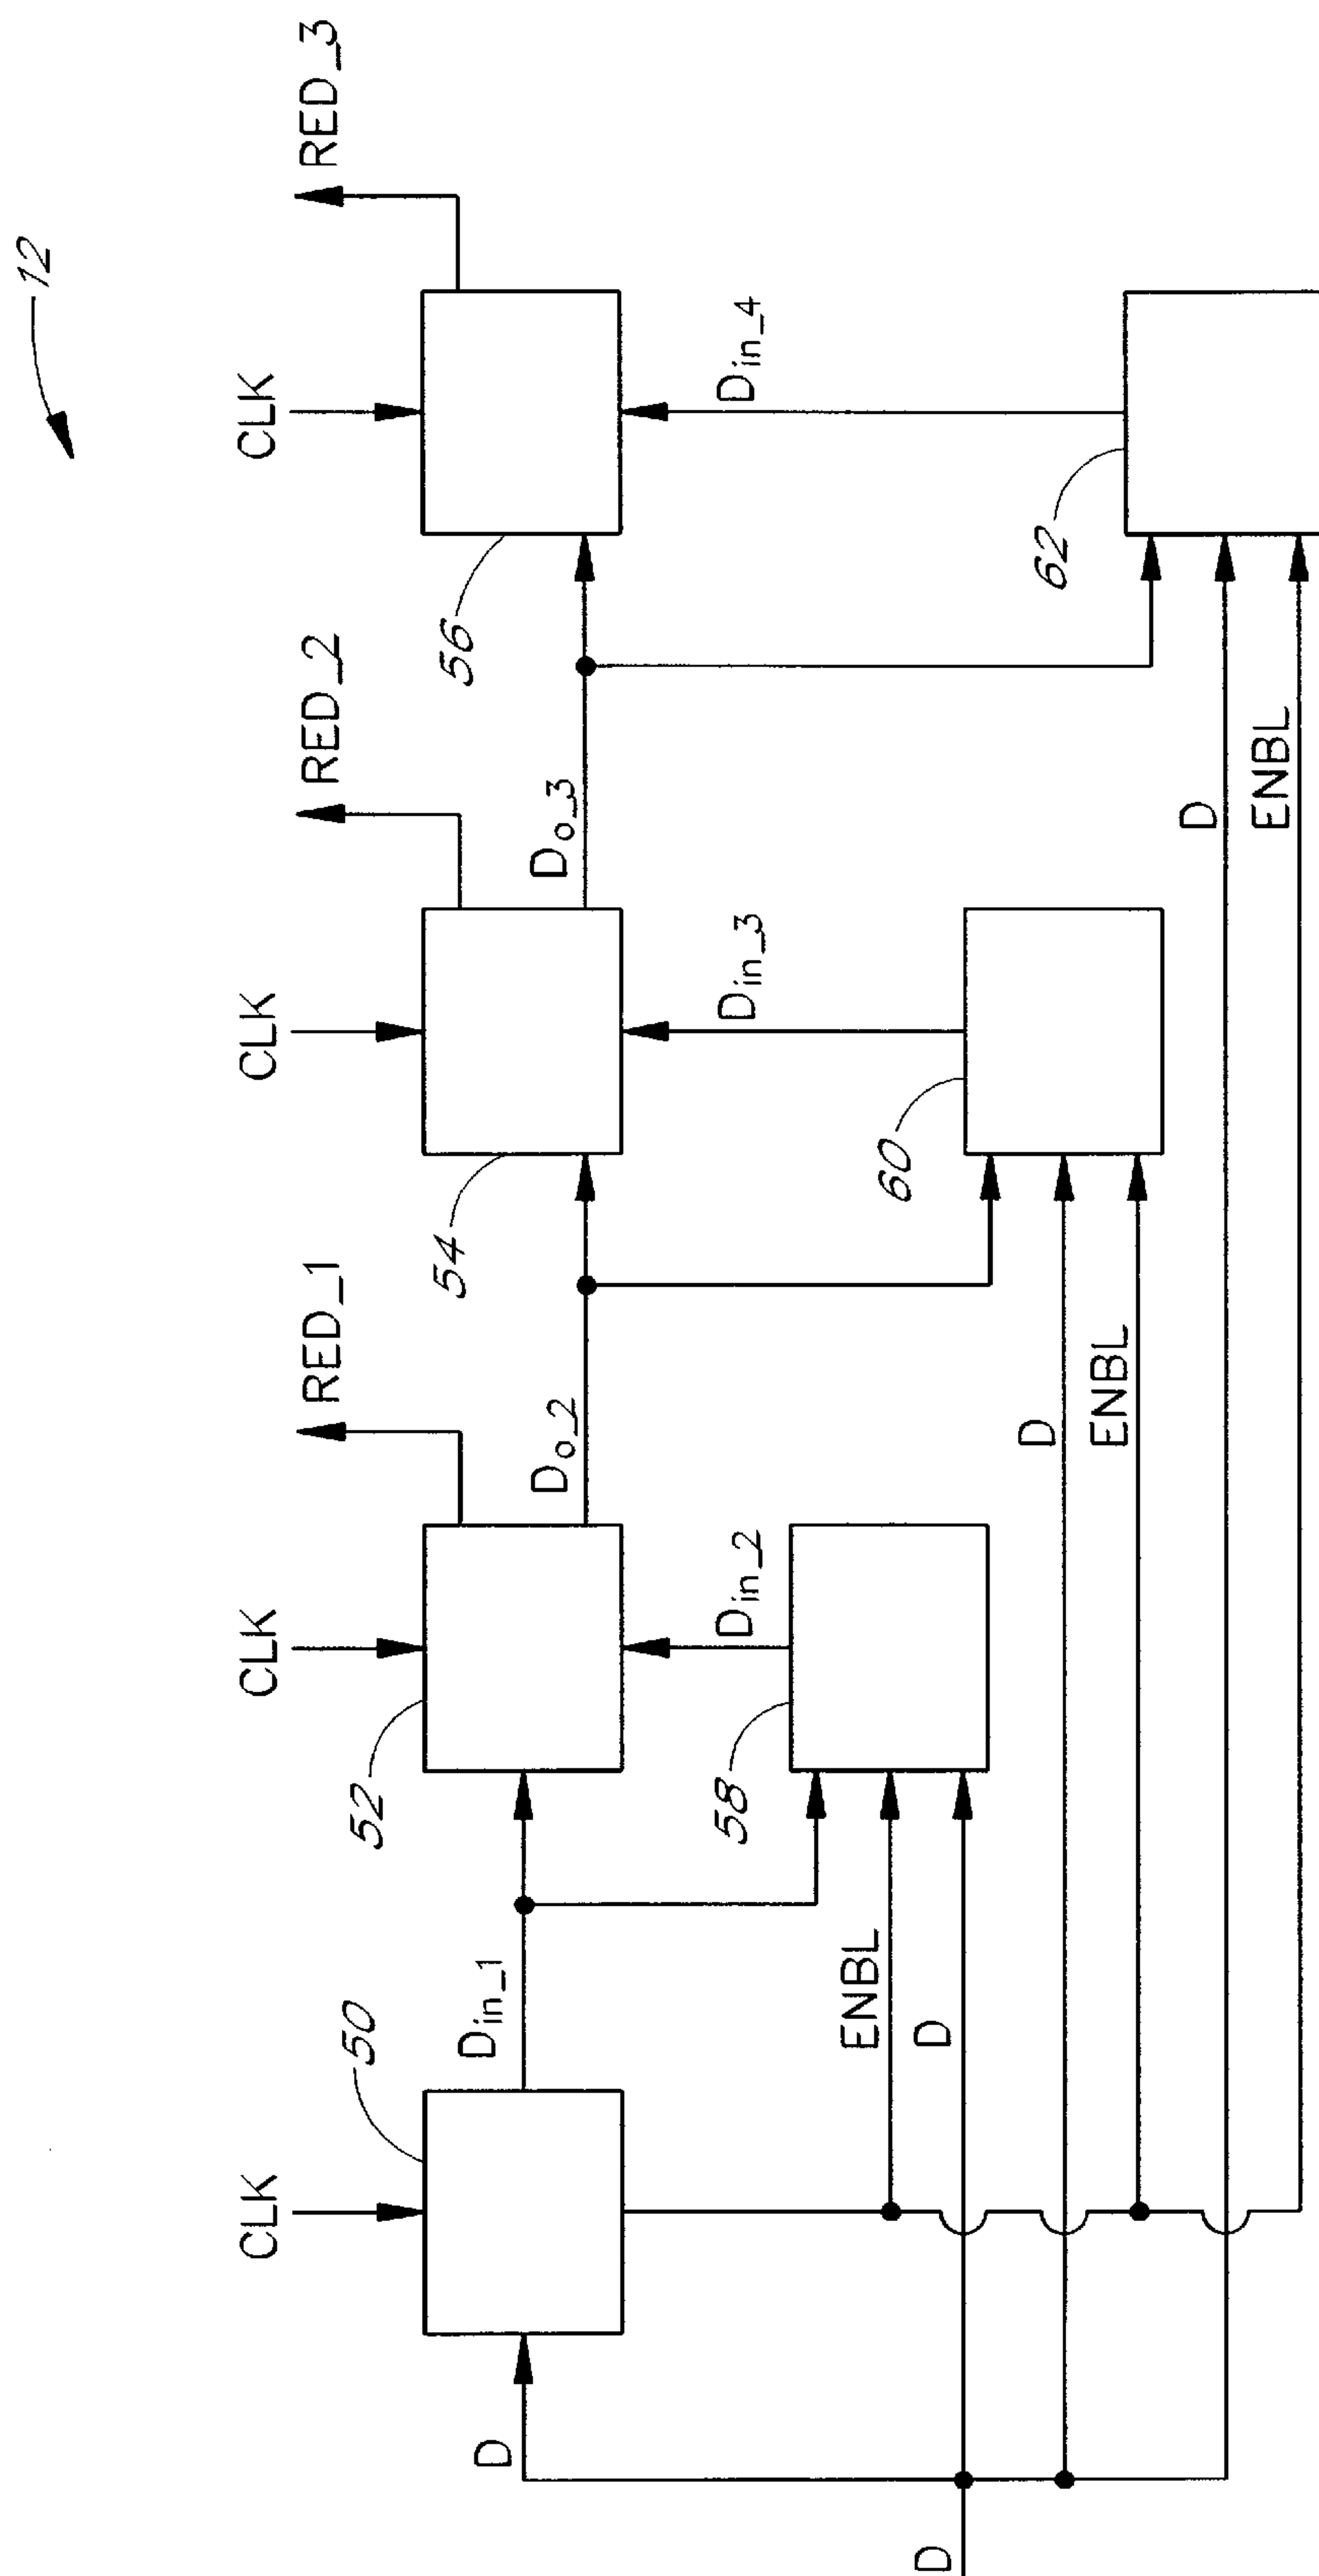 12
RED_1
RED_2
RED_3
CLK
CLK
CLK
CLK
50
52
54
56
D
Din_1
Do_2
Do_3
Din_2
Din_3
Din_4
58
60
62
ENBL
D
D
ENBL
D
ENBL
D